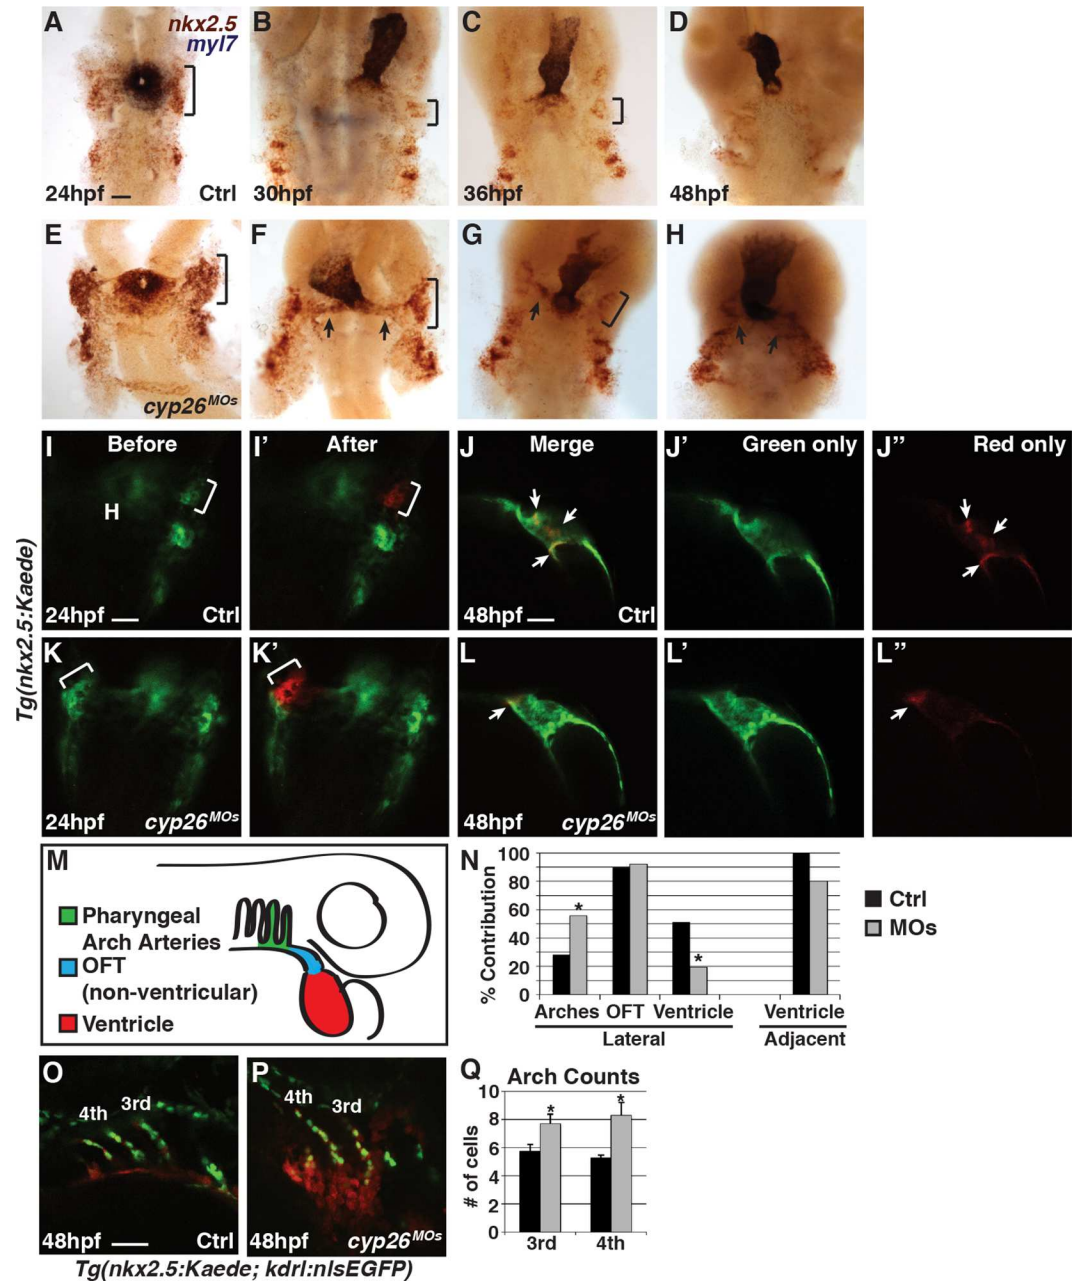 A
nkx2.5
myl7
24hpf
Ctrl
B
30hpf
C
36hpf
D
48hpf
E
cyp26MOs
F
G
H
Tg(nkx2.5:Kaede)
I
Before
H
24hpf
Ctrl
I'
After
J
Merge
48hpf
Ctrl
J'
Green only
J"
Red only
K
24hpf
cyp26MOs
K'
L
48hpf
cyp26MOs
L'
L"
M
Pharyngeal
Arch Arteries
OFT
(non-ventricular)
Ventricle
N
% Contribution
100
80
60
40
20
0
*
*
Arches
OFT
Ventricle
Ventricle
Lateral
Adjacent
Ctrl
MOs
O
4th
3rd
48hpf
Ctrl
P
4th
3rd
48hpf
cyp26MOs
Tg(nkx2.5:Kaede; kdrl:nlsEGFP)
Q
Arch Counts
# of cells
10
8
6
4
2
0
*
*
3rd
4th